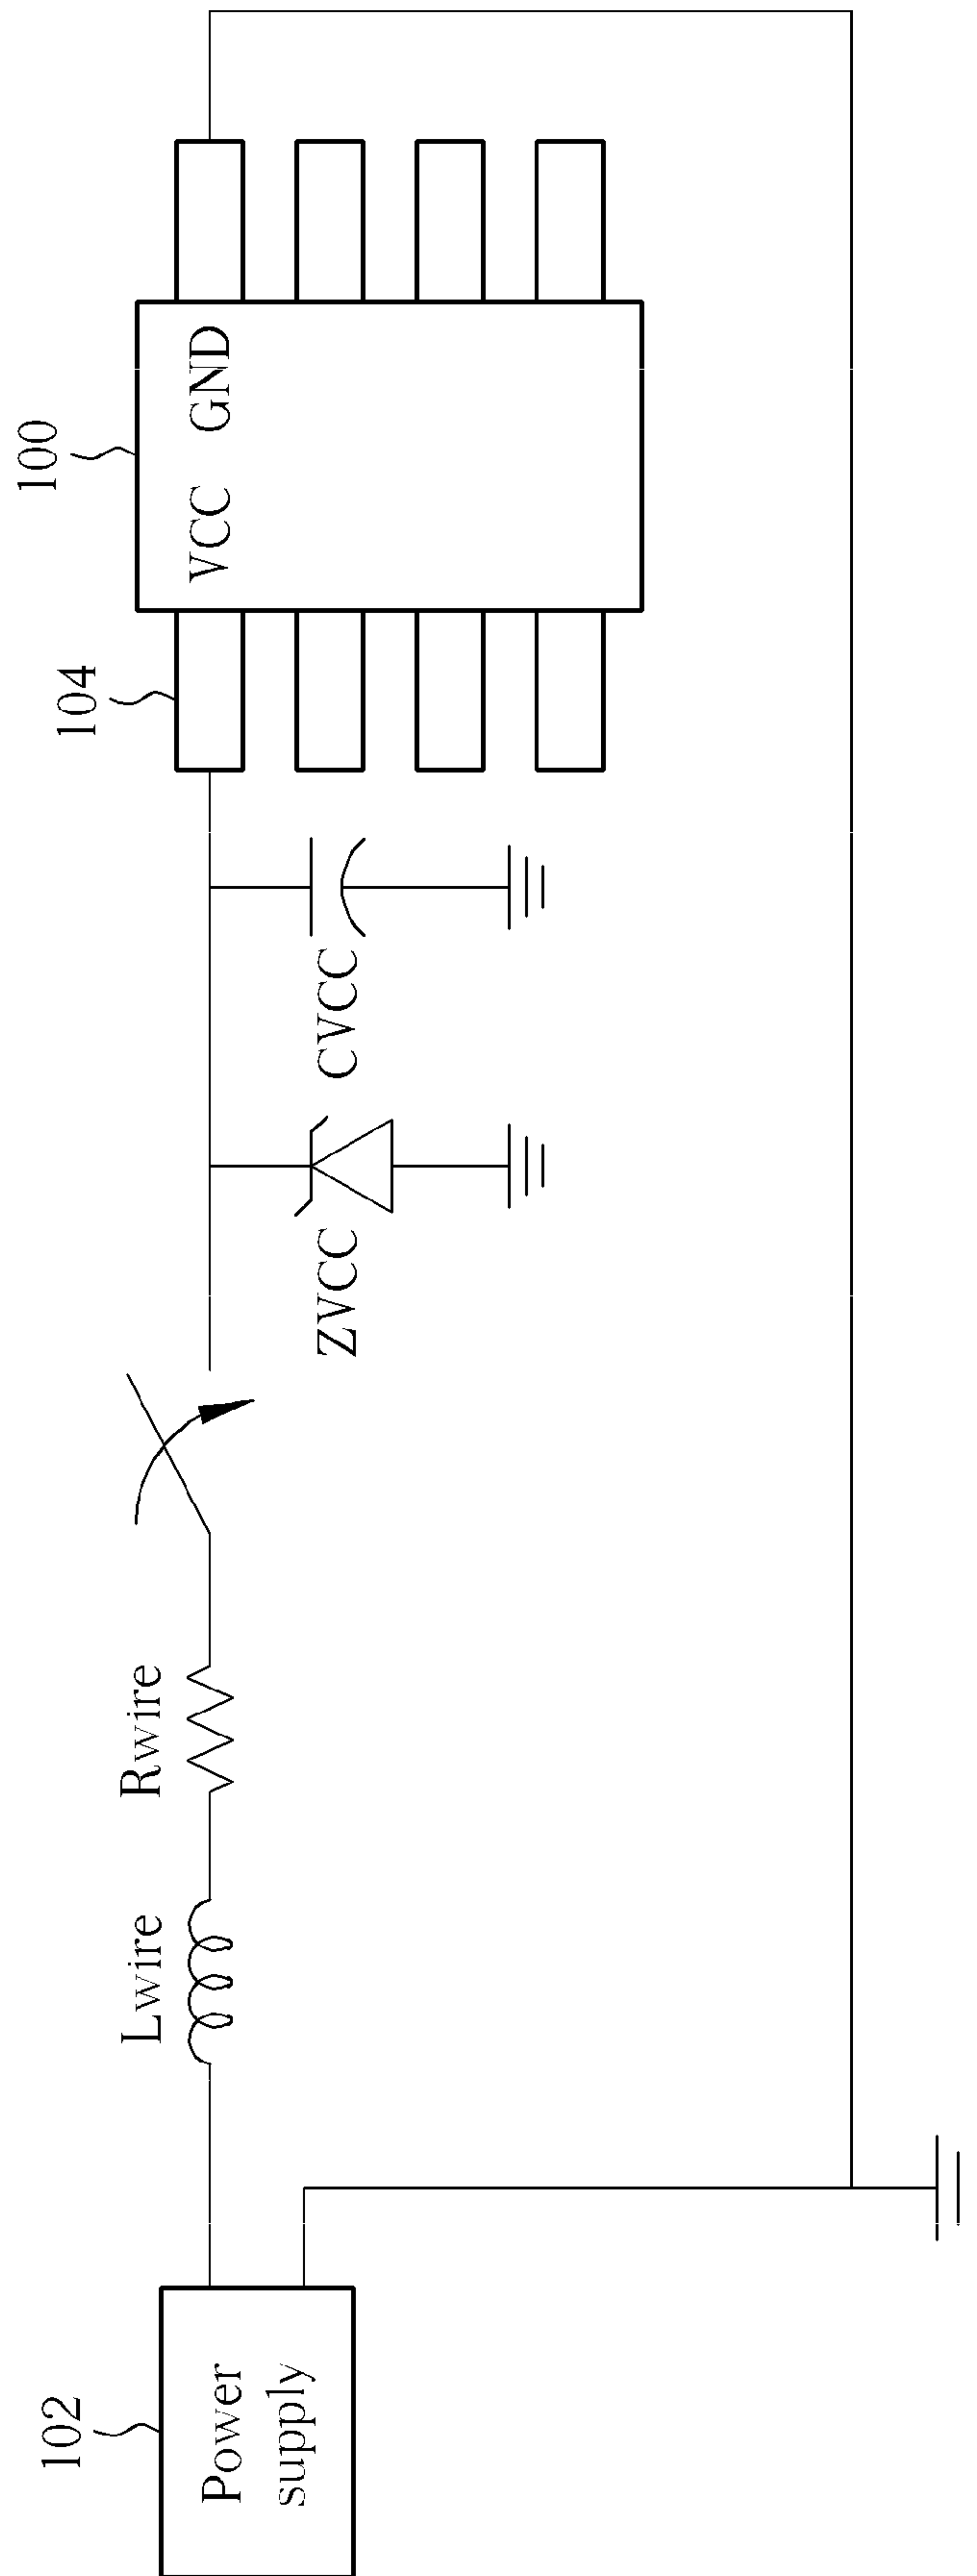 102
Power
supply
Lwire
Rwire
ZVCC
CVCC
104
100
VCC GND